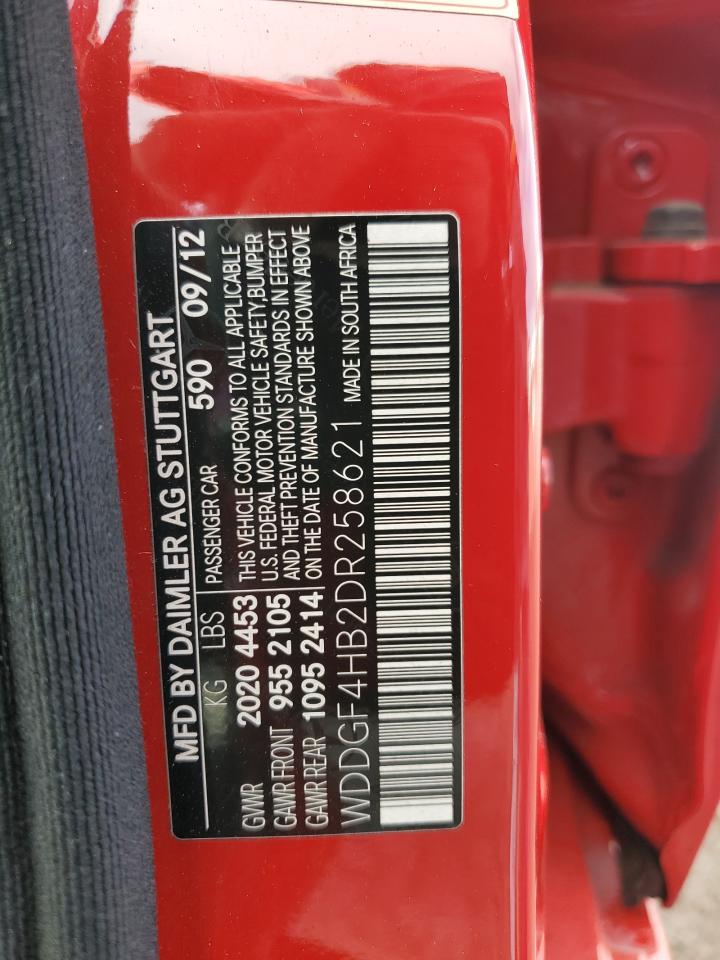 MFD BY DAIMLER AG STUTTGART
KG LBS PASSENGER CAR 590 09/12
GVWR 2020 4453 THIS VEHICLE CONFORMS TO ALL APPLICABLE
U.S. FEDERAL MOTOR VEHICLE SAFETY,BUMPER
GAWR FRONT 955 2105 AND THEFT PREVENTION STANDARDS IN EFFECT
GAWR REAR 1095 2414 ON THE DATE OF MANUFACTURE SHOWN ABOVE
WDDGF4HB2DR258621 MADE IN SOUTH AFRICA